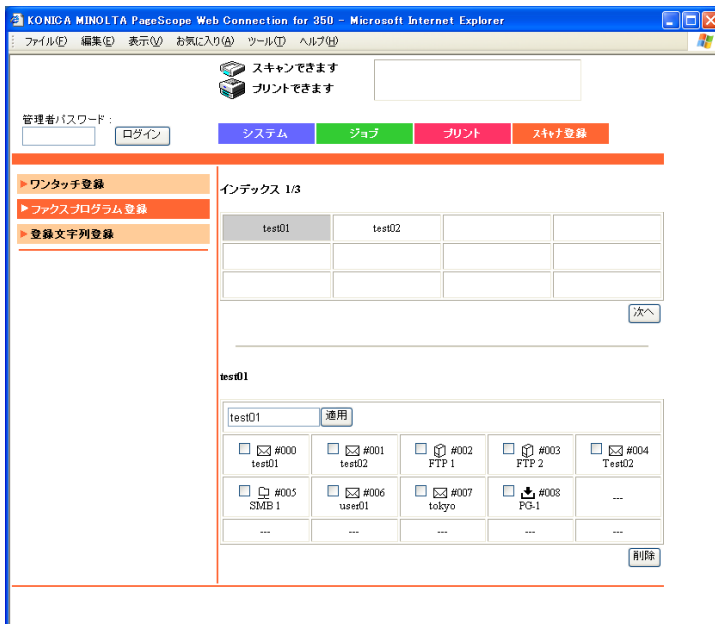 KONICA MINOLTA PageScope Web Connection for 350 - Microsoft Internet Explorer
ファイル(F) 編集(E) 表示(V) お気に入り(A) ツール(T) ヘルプ(H)
スキャンできます
プリントできます
管理者パスワード:
ログイン
システム ジョブ プリント スキャナ登録
ワンタッチ登録
ファクスプログラム登録
登録文字列登録
インデックス 1/3
test01 test02
次へ
test01
test01 適用
#000 #001 #002 #003 #004
test01 test02 FTP 1 FTP 2 Test02
#005 #006 #007 #008 ---
SMB 1 user01 tokyo PG-1
--- --- --- --- ---
削除